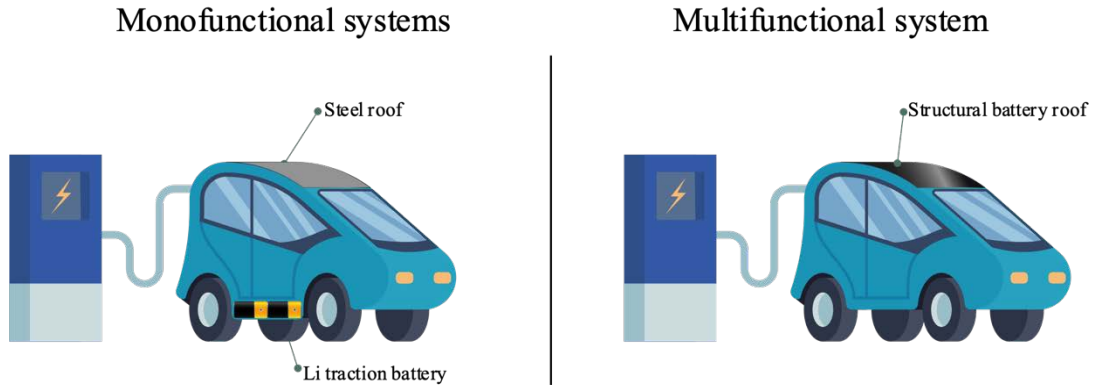 Monofunctional systems
Multifunctional system
Steel roof
Structural battery roof
Li traction battery